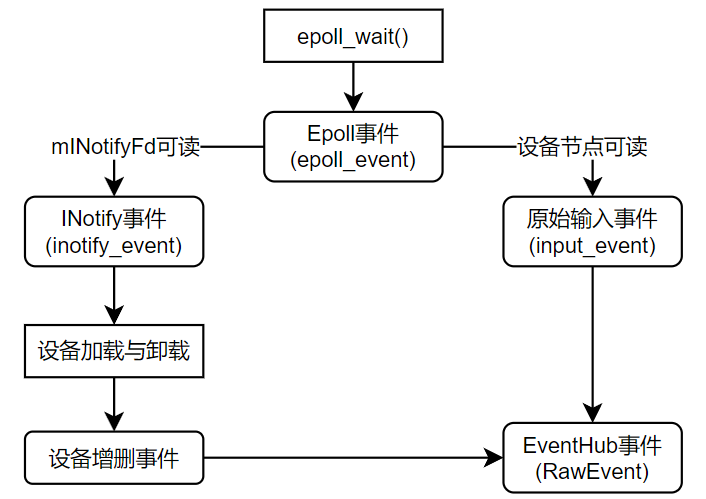 epoll_wait()
Epoll事件
(epoll_event)
mINotifyFd可读
设备节点可读
INotify事件
(inotify_event)
原始输入事件
(input_event)
设备加载与卸载
设备增删事件
EventHub事件
(RawEvent)